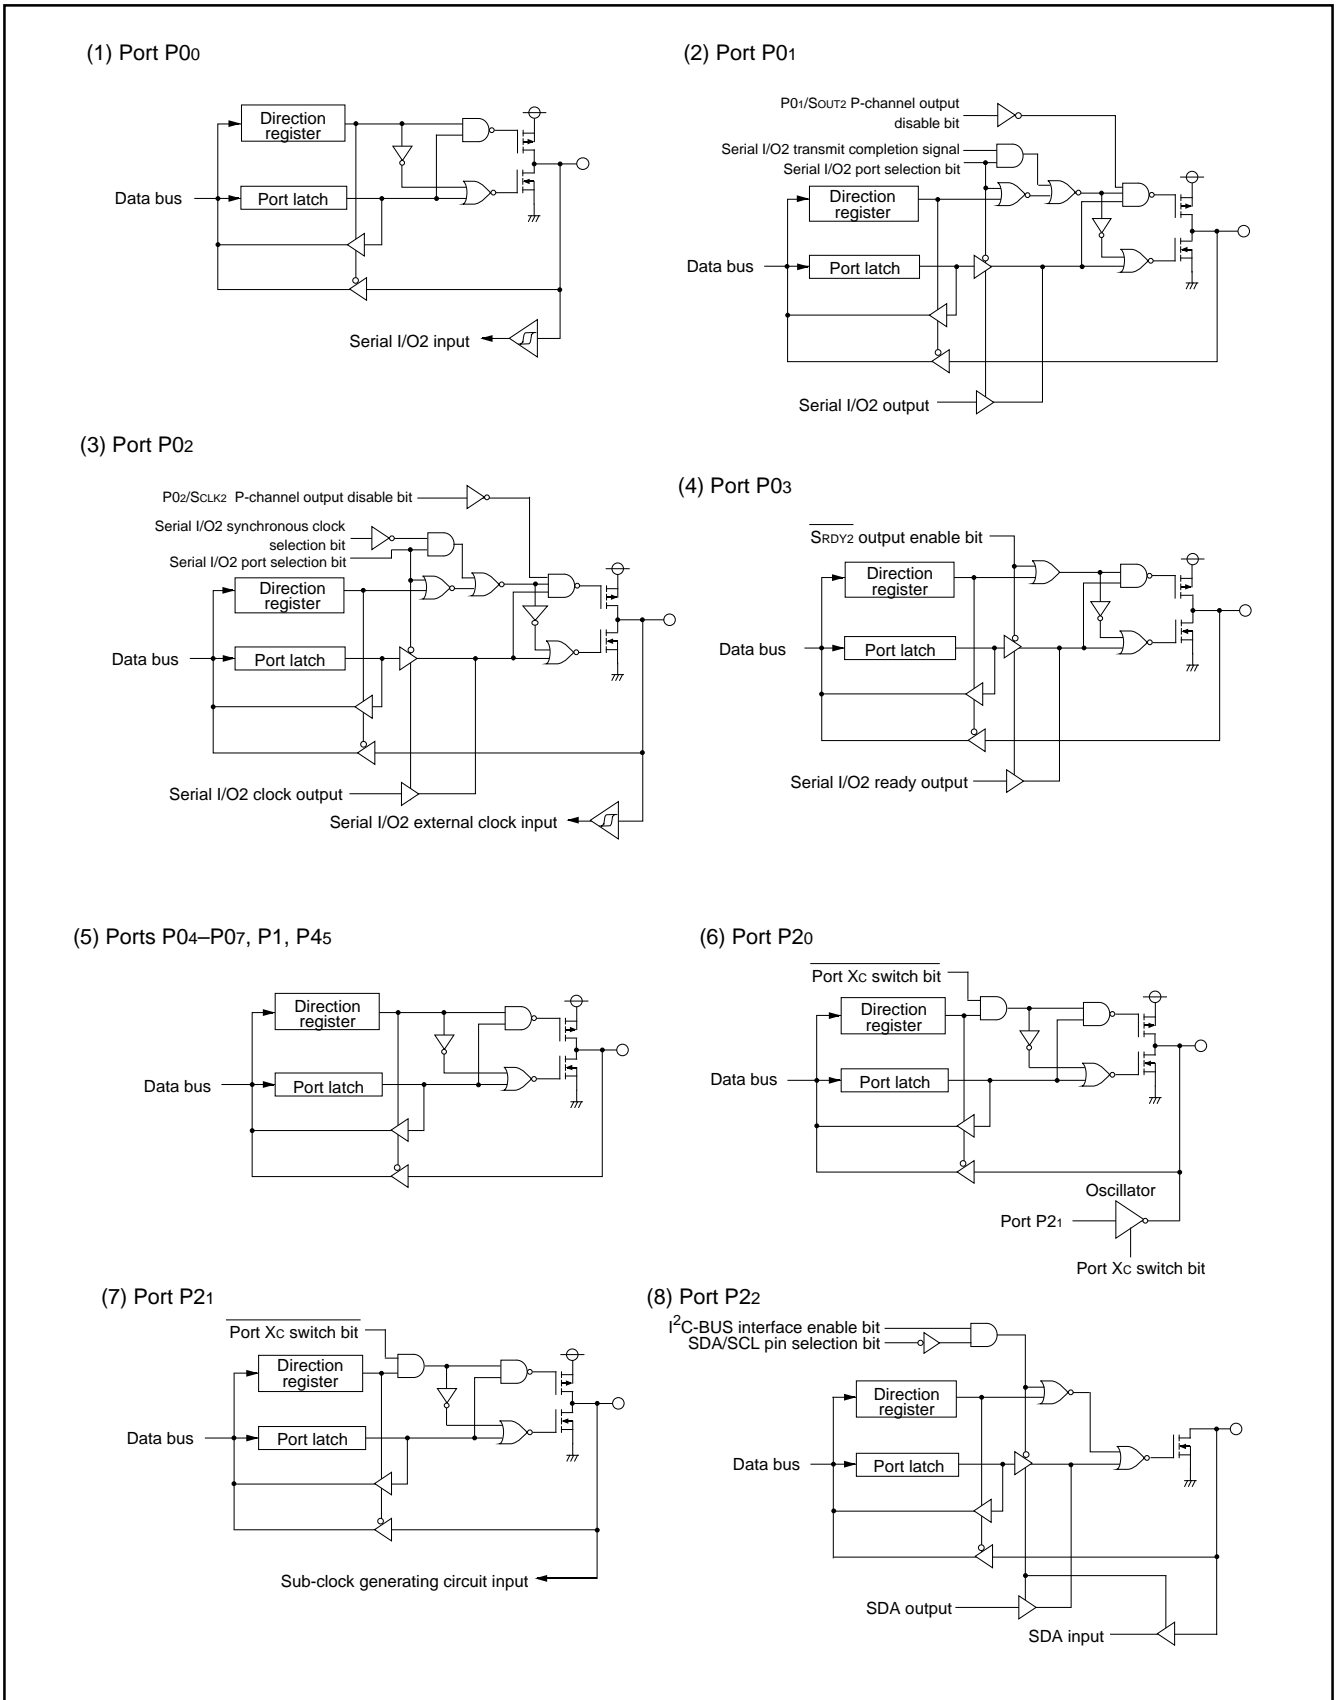 (1) Port P00
Direction
register
Data bus
Port latch
Serial I/O2 input
(2) Port P01
P01/SOUT2 P-channel output
disable bit
Serial I/O2 transmit completion signal
Serial I/O2 port selection bit
Direction
register
Data bus
Port latch
Serial I/O2 output
(3) Port P02
P02/SCLK2 P-channel output disable bit
Serial I/O2 synchronous clock
selection bit
Serial I/O2 port selection bit
Direction
register
Data bus
Port latch
Serial I/O2 clock output
Serial I/O2 external clock input
(4) Port P03
SRDY2 output enable bit
Direction
register
Data bus
Port latch
Serial I/O2 ready output
(5) Ports P04–P07, P1, P45
Direction
register
Data bus
Port latch
(6) Port P20
Port XC switch bit
Direction
register
Data bus
Port latch
Oscillator
Port P21
Port XC switch bit
(7) Port P21
Port XC switch bit
Direction
register
Data bus
Port latch
Sub-clock generating circuit input
(8) Port P22
I2C-BUS interface enable bit
SDA/SCL pin selection bit
Direction
register
Data bus
Port latch
SDA output
SDA input